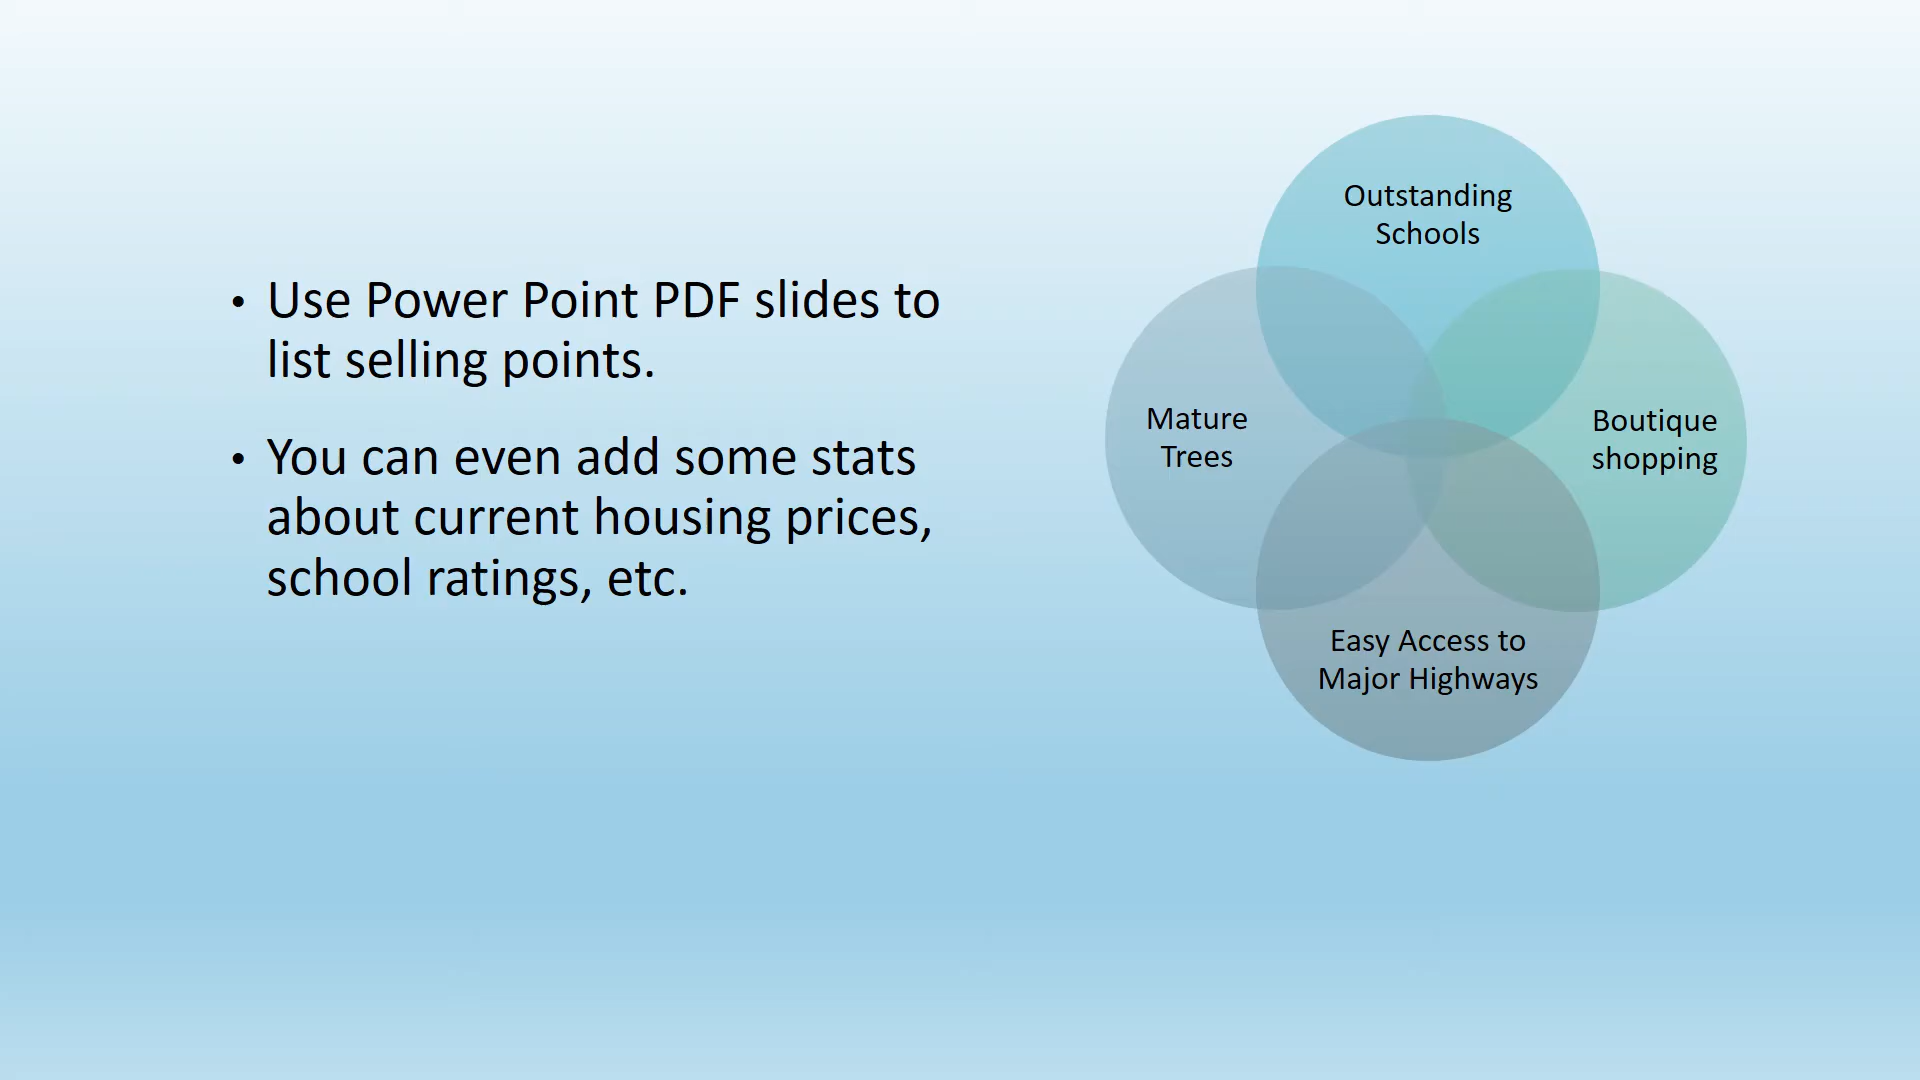 • Use Power Point PDF slides to
list selling points.
• You can even add some stats
about current housing prices,
school ratings, etc.
Outstanding
Schools
Mature
Trees
Boutique
shopping
Easy Access to
Major Highways